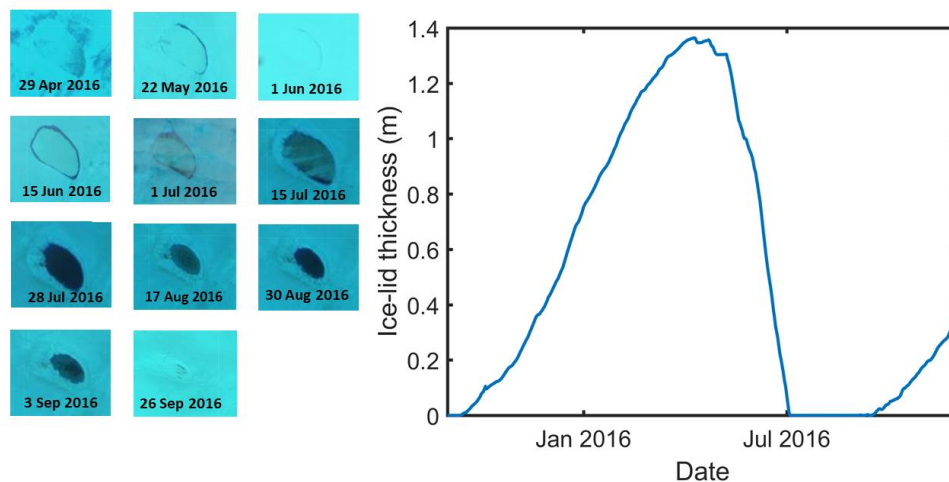 29 Apr 2016
22 May 2016
1 Jun 2016
15 Jun 2016
1 Jul 2016
15 Jul 2016
28 Jul 2016
17 Aug 2016
30 Aug 2016
3 Sep 2016
26 Sep 2016
Ice-lid thickness (m)
1.4
1.2
1
0.8
0.6
0.4
0.2
0
Jan 2016
Jul 2016
Date